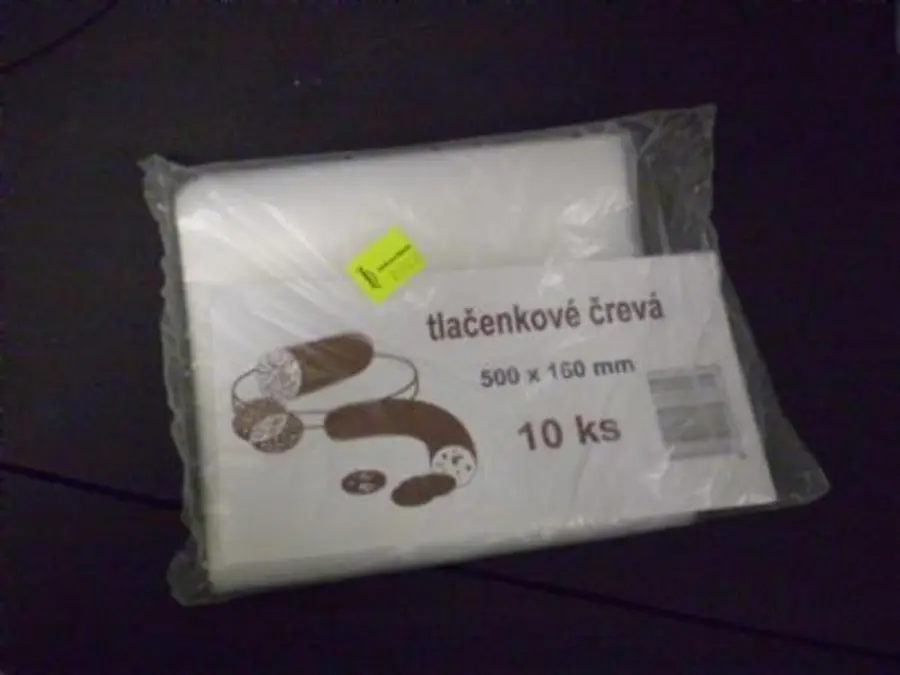 tlačenkové črevá
500 x 160 mm
10 ks